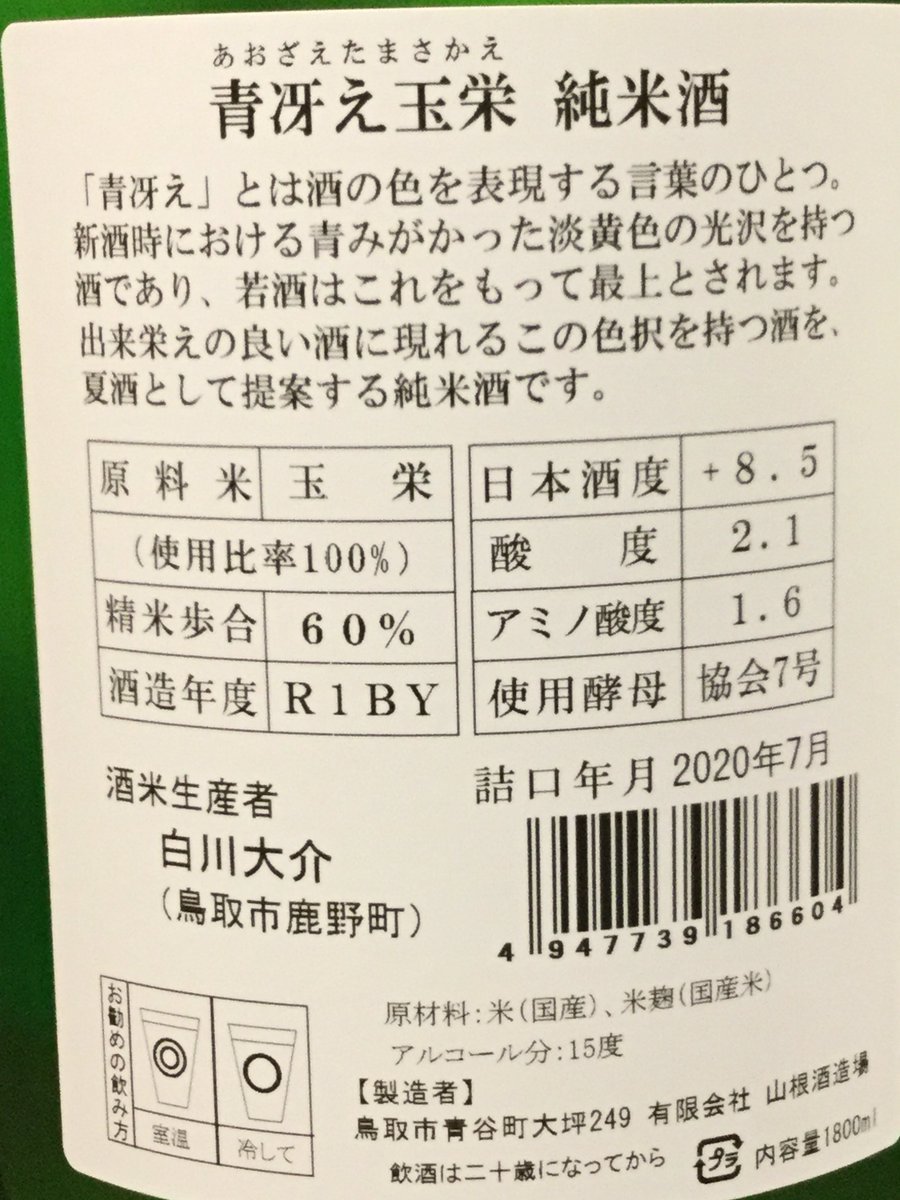 あおざえたまさかえ
青冴え玉栄 純米酒
「青冴え」とは酒の色を表現する言葉のひとつ。
新酒時における青みがかった淡黄色の光沢を持つ
酒であり、若酒はこれをもって最上とされます。
出来栄えの良い酒に現れるこの色択を持つ酒を、
夏酒として提案する純米酒です。
原料米 玉栄
(使用比率100%)
精米歩合 60%
酒造年度 R1BY
日本酒度 +8.5
酸度 2.1
アミノ酸度 1.6
使用酵母 協会7号
酒米生産者
白川大介
(鳥取市鹿野町)
詰口年月 2020年7月
4 947739 186604
お勧めの飲み方
室温
冷して
原材料:米(国産)、米麹(国産米)
アルコール分:15度
【製造者】
鳥取市青谷町大坪249 有限会社 山根酒造場
飲酒は二十歳になってから
プラ
内容量1800ml